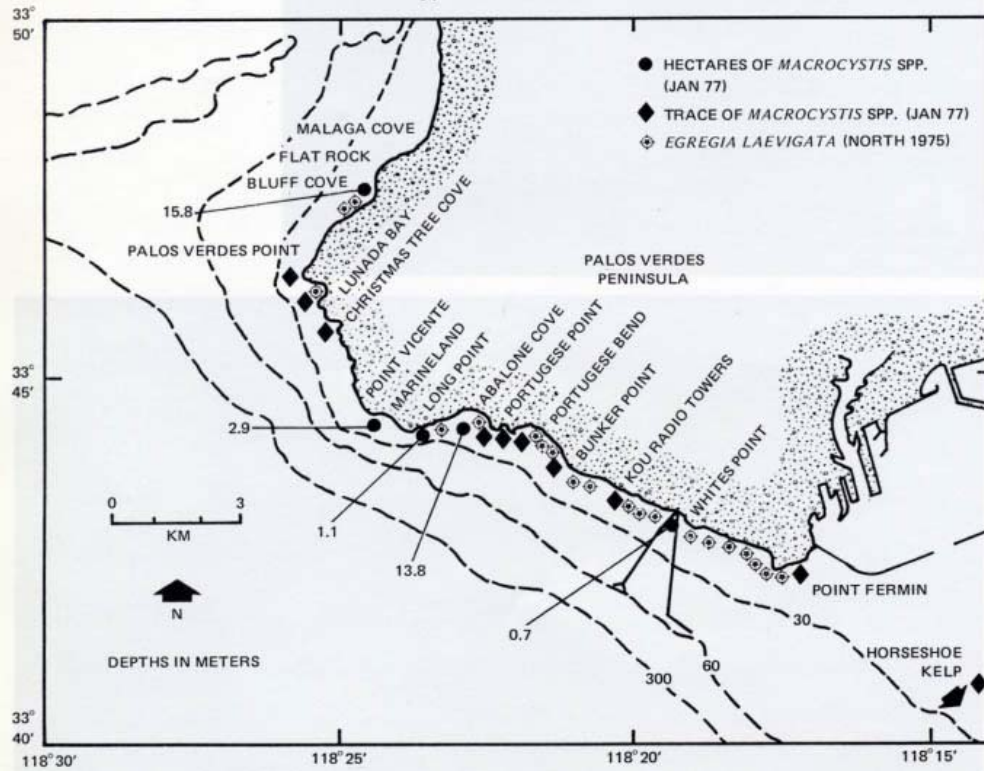 33°
50'
HECTARES OF MACROCYSTIS SPP.
(JAN 77)
TRACE OF MACROCYSTIS SPP. (JAN 77)
EGREGIA LAEVIGATA (NORTH 1975)
MALAGA COVE
FLAT ROCK
BLUFF COVE
15.8
PALOS VERDES POINT
LUNADA BAY
CHRISTMAS TREE COVE
PALOS VERDES
PENINSULA
33°
45'
POINT VICENTE
MARINELAND
LONG POINT
ABALONE COVE
PORTUGESE POINT
PORTUGESE BEND
BUNKER POINT
KOU RADIO TOWERS
WHITES POINT
2.9
0
3
KM
1.1
13.8
0.7
N
DEPTHS IN METERS
POINT FERMIN
30
60
300
HORSESHOE
KELP
33°
40'
118° 30'
118° 25'
118° 20'
118° 15'